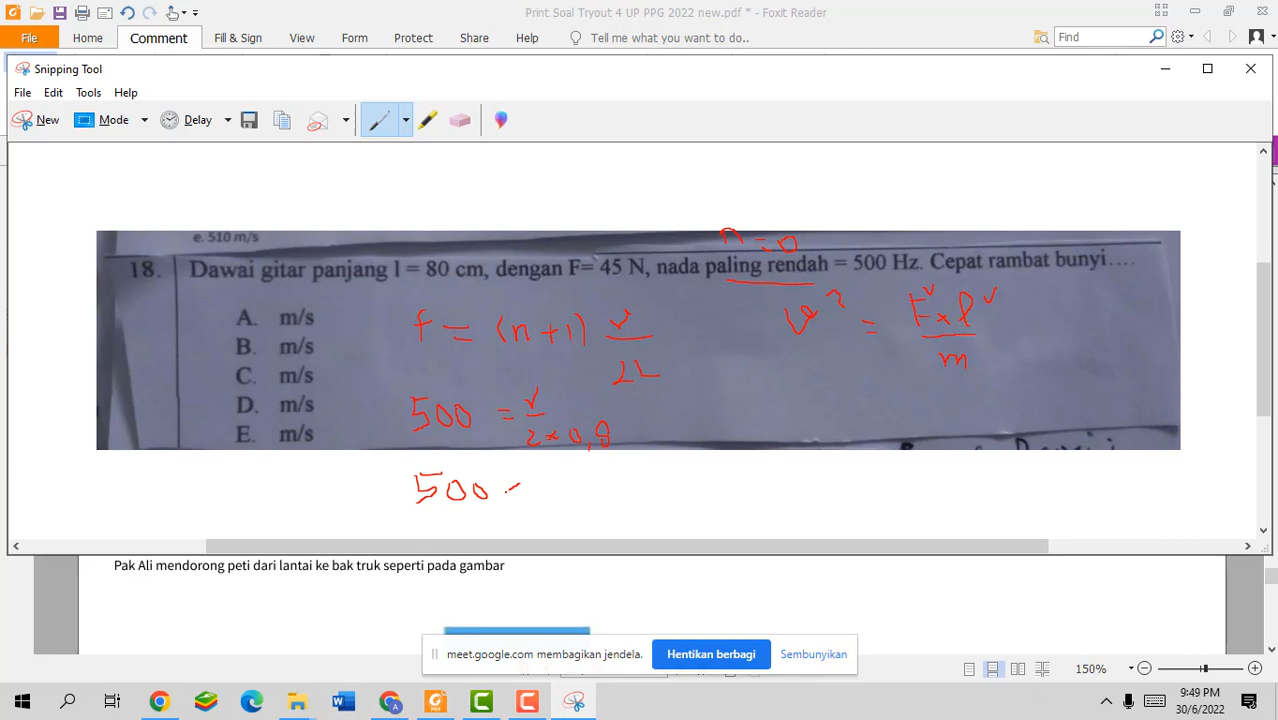 Print Soal Tryout 4 UP PPG 2022 new.pdf * - Foxit Reader
File Home Comment Fill & Sign View Form Protect Share Help Tell me what you want to do.. Find
Snipping Tool
File Edit Tools Help
New Mode Delay
e. 510 m/s
n = 0
18. Dawai gitar panjang l = 80 cm, dengan F= 45 N, nada paling rendah = 500 Hz. Cepat rambat bunyi....
A. m/s
B. m/s
C. m/s
D. m/s
E. m/s
f = (n+1) v / 2L
v² = F × l / m
500 = v / 2 × 0,8
500
Pak Ali mendorong peti dari lantai ke bak truk seperti pada gambar
meet.google.com membagikan jendela. Hentikan berbagi Sembunyikan
150%
9:49 PM
30/6/2022